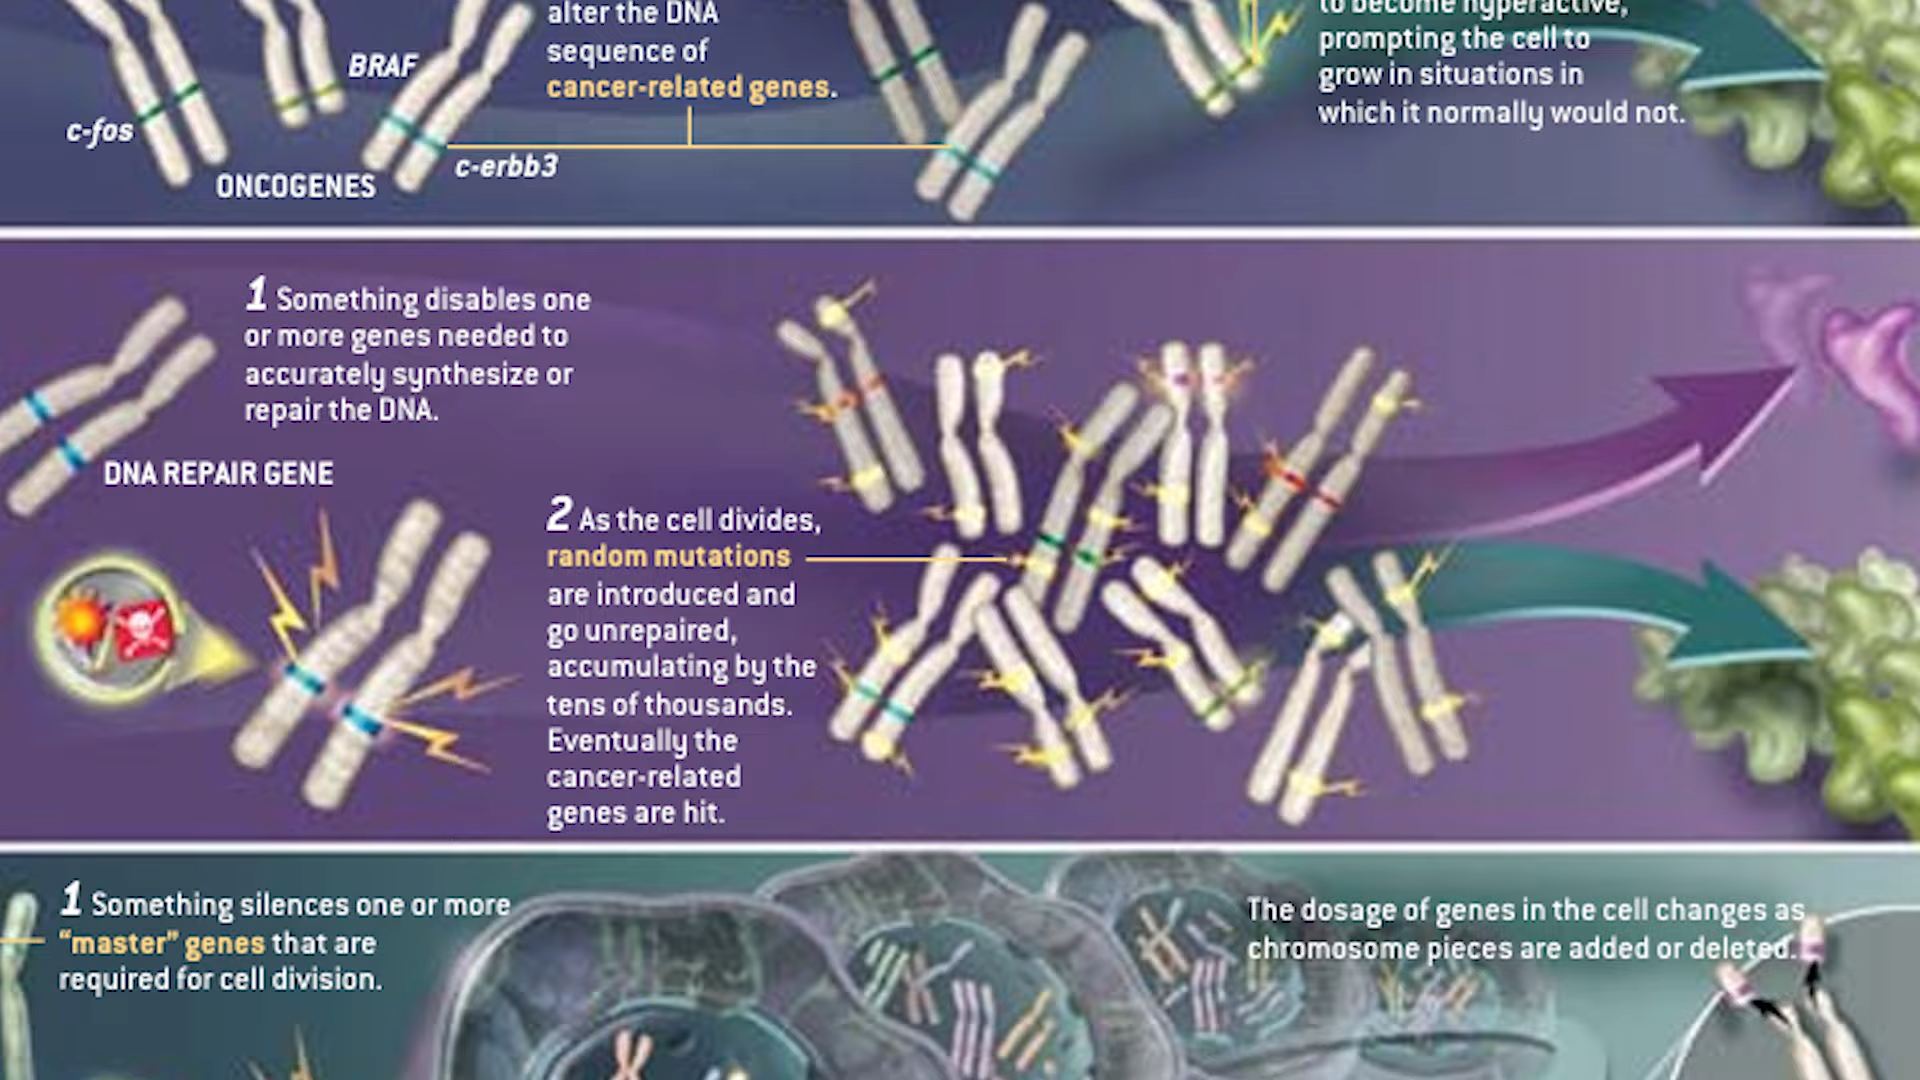 alter the DNA
sequence of
cancer-related genes.
BRAF
c-fos
c-erbb3
ONCOGENES
to become hyperactive,
prompting the cell to
grow in situations in
which it normally would not.
1 Something disables one
or more genes needed to
accurately synthesize or
repair the DNA.
DNA REPAIR GENE
2 As the cell divides,
random mutations
are introduced and
go unrepaired,
accumulating by the
tens of thousands.
Eventually the
cancer-related
genes are hit.
1 Something silences one or more
“master” genes that are
required for cell division.
The dosage of genes in the cell changes as
chromosome pieces are added or deleted.